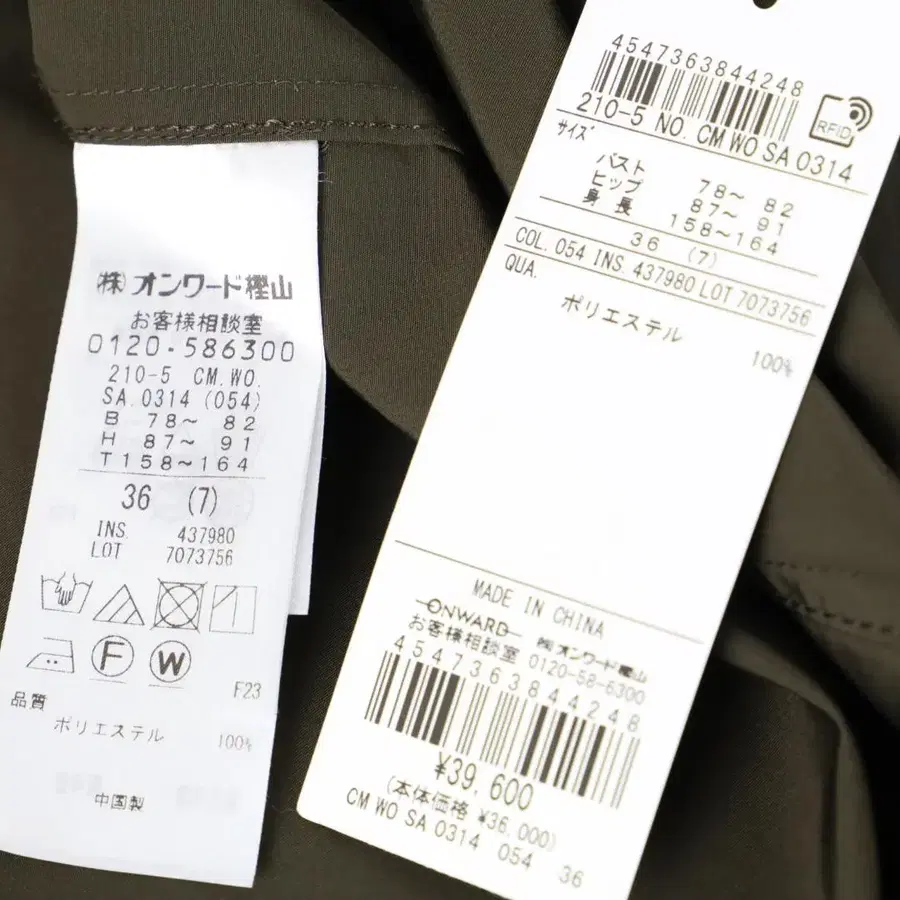 (株)オンワード樫山
お客様相談室
0120-586300
210-5 CM.WO.
SA.0314 (054)
B 78〜 82
H 87〜 91
T158〜164
36 (7)
INS. 437980
LOT 7073756
F W
F23
品質
ポリエステル 100%
中国製
4547363844248
RFID
210-5 NO. CM WO SA 0314
サイズ
バスト 78〜 82
ヒップ 87〜 91
身長 158〜164
36 (7)
COL. 054 INS. 437980 LOT 7073756
QUA.
ポリエステル 100%
MADE IN CHINA
ONWARD (株)オンワード樫山
お客様相談室 0120-58-6300
4547363844248
¥39,600
(本体価格 ¥36,000)
CM WO SA 0314 054 36